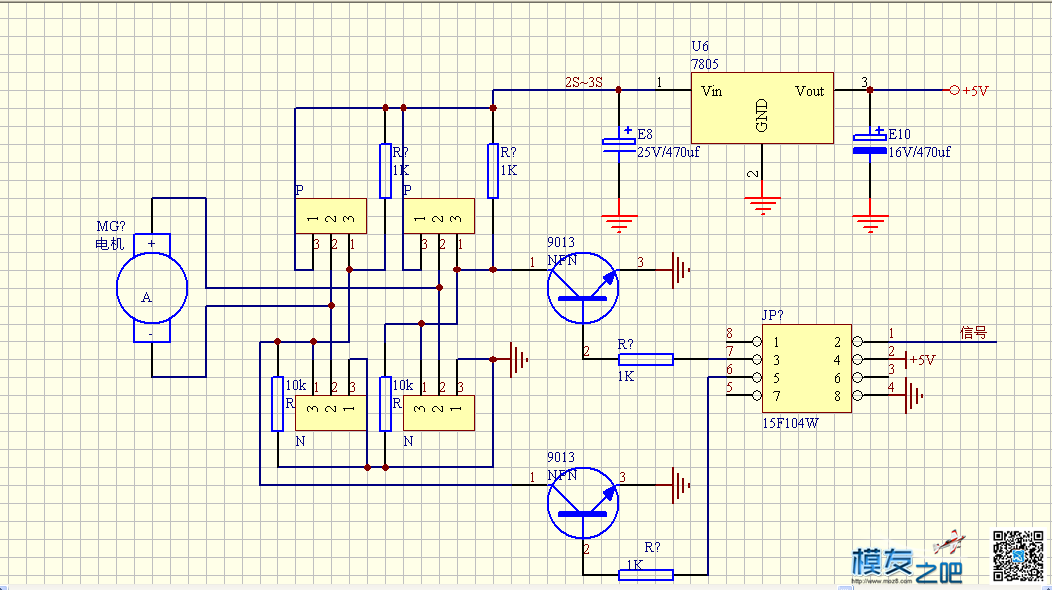 U6
7805
2S~3S
1
Vin
Vout
3
+5V
GND
2
+
E8
25V/470uf
+
E10
16V/470uf
R?
1K
R?
1K
P
P
1 2 3
1 2 3
3 2 1
3 2 1
MG?
电机
+
A
-
9013
NPN
1
3
2
R?
1K
JP?
8
7
6
5
1 2
3 4
5 6
7 8
1
2
3
4
信号
+5V
15F104W
10k
R
1 2 3
3 2 1
N
10k
R
1 2 3
3 2 1
N
9013
NPN
1
3
2
R?
1K
模友之吧
http://www.moz8.com